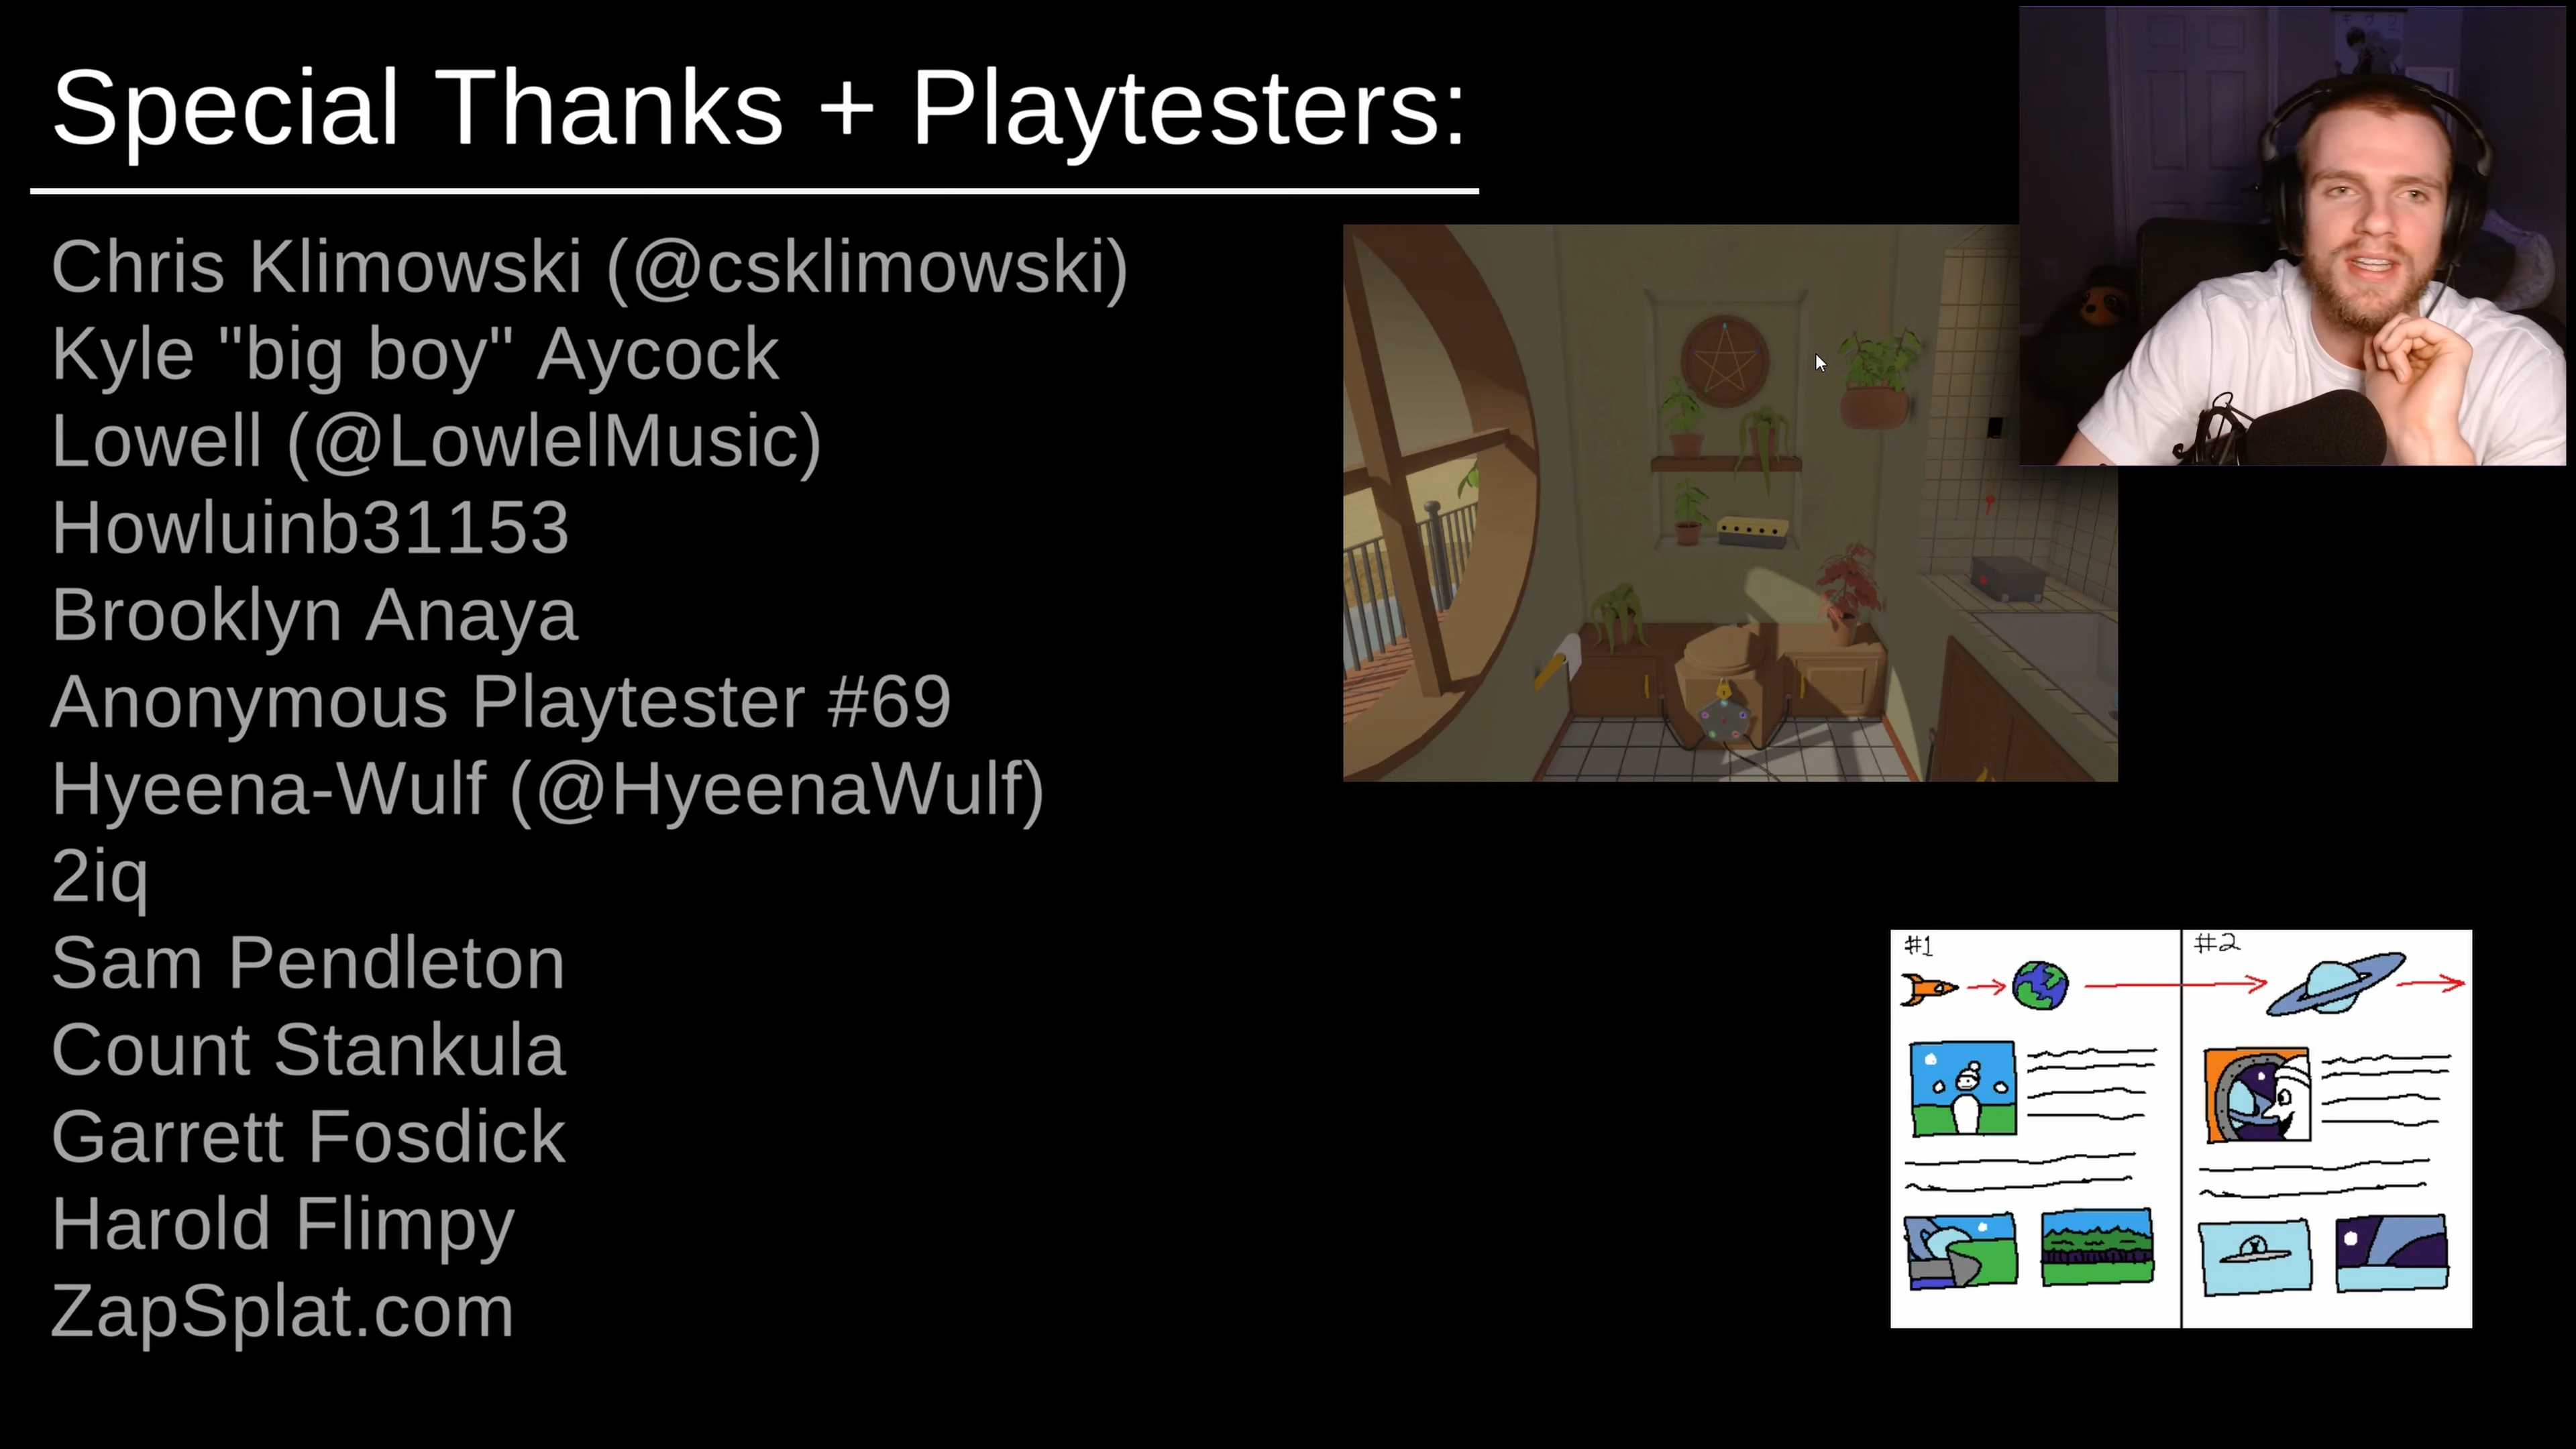 Special Thanks + Playtesters:
Chris Klimowski (@csklimowski)
Kyle "big boy" Aycock
Lowell (@LowlelMusic)
Howluinb31153
Brooklyn Anaya
Anonymous Playtester #69
Hyeena-Wulf (@HyeenaWulf)
2iq
Sam Pendleton
Count Stankula
Garrett Fosdick
Harold Flimpy
ZapSplat.com
#1
#2